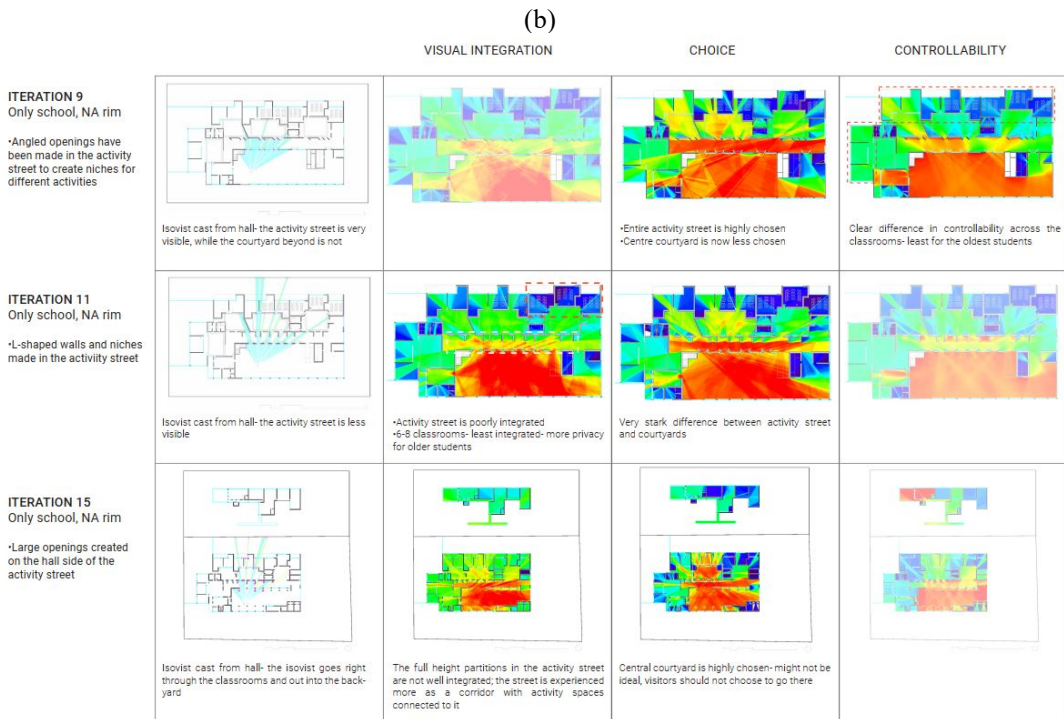 (b)
VISUAL INTEGRATION
CHOICE
CONTROLLABILITY
ITERATION 9
Only school, NA rim
•Angled openings have
been made in the activity
street to create niches for
different activities
Isovist cast from hall- the activity street is very
visible, while the courtyard beyond is not
•Entire activity street is highly chosen
•Centre courtyard is now less chosen
Clear difference in controllability across the
classrooms- least for the oldest students
ITERATION 11
Only school, NA rim
•L-shaped walls and niches
made in the activiity street
Isovist cast from hall- the activity street is less
visible
•Activity street is poorly integrated
•6-8 classrooms- least integrated- more privacy
for older students
Very stark difference between activity street
and courtyards
ITERATION 15
Only school, NA rim
•Large openings created
on the hall side of the
activity street
Isovist cast from hall- the isovist goes right
through the classrooms and out into the back-
yard
The full height partitions in the activity street
are not well integrated; the street is experienced
more as a corridor with activity spaces
connected to it
Central courtyard is highly chosen- might not be
ideal, visitors should not choose to go there